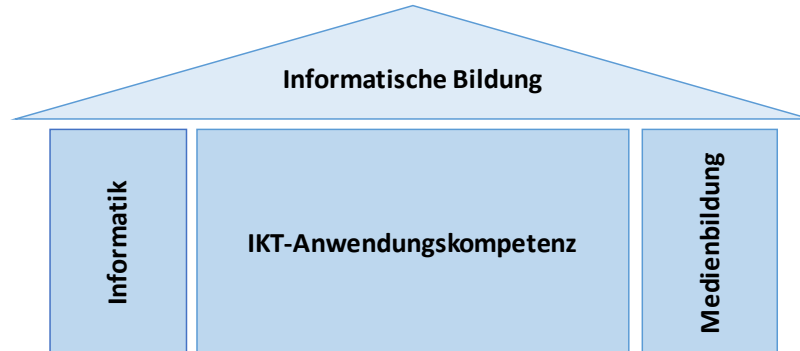 Informatische Bildung
Informatik
IKT-Anwendungskompetenz
Medienbildung